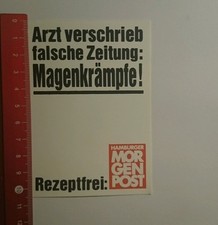 Arzt verschrieb
falsche Zeitung:
Magenkrämpfe!
HAMBURGER
MOR
GEN
POST
Rezeptfrei: